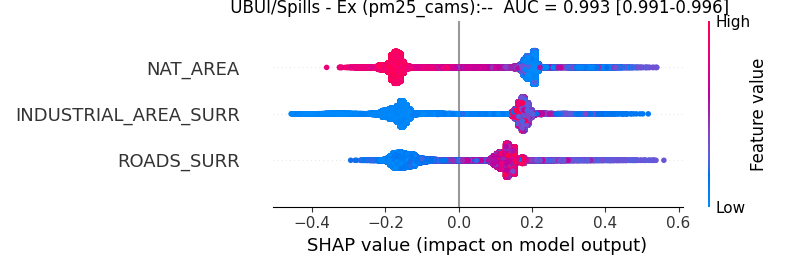 UBUI/Spills - Ex (pm25_cams):-- AUC = 0.993 [0.991-0.996]
High
NAT_AREA
INDUSTRIAL_AREA_SURR
ROADS_SURR
Feature value
Low
−0.4 −0.2 0.0 0.2 0.4 0.6
SHAP value (impact on model output)